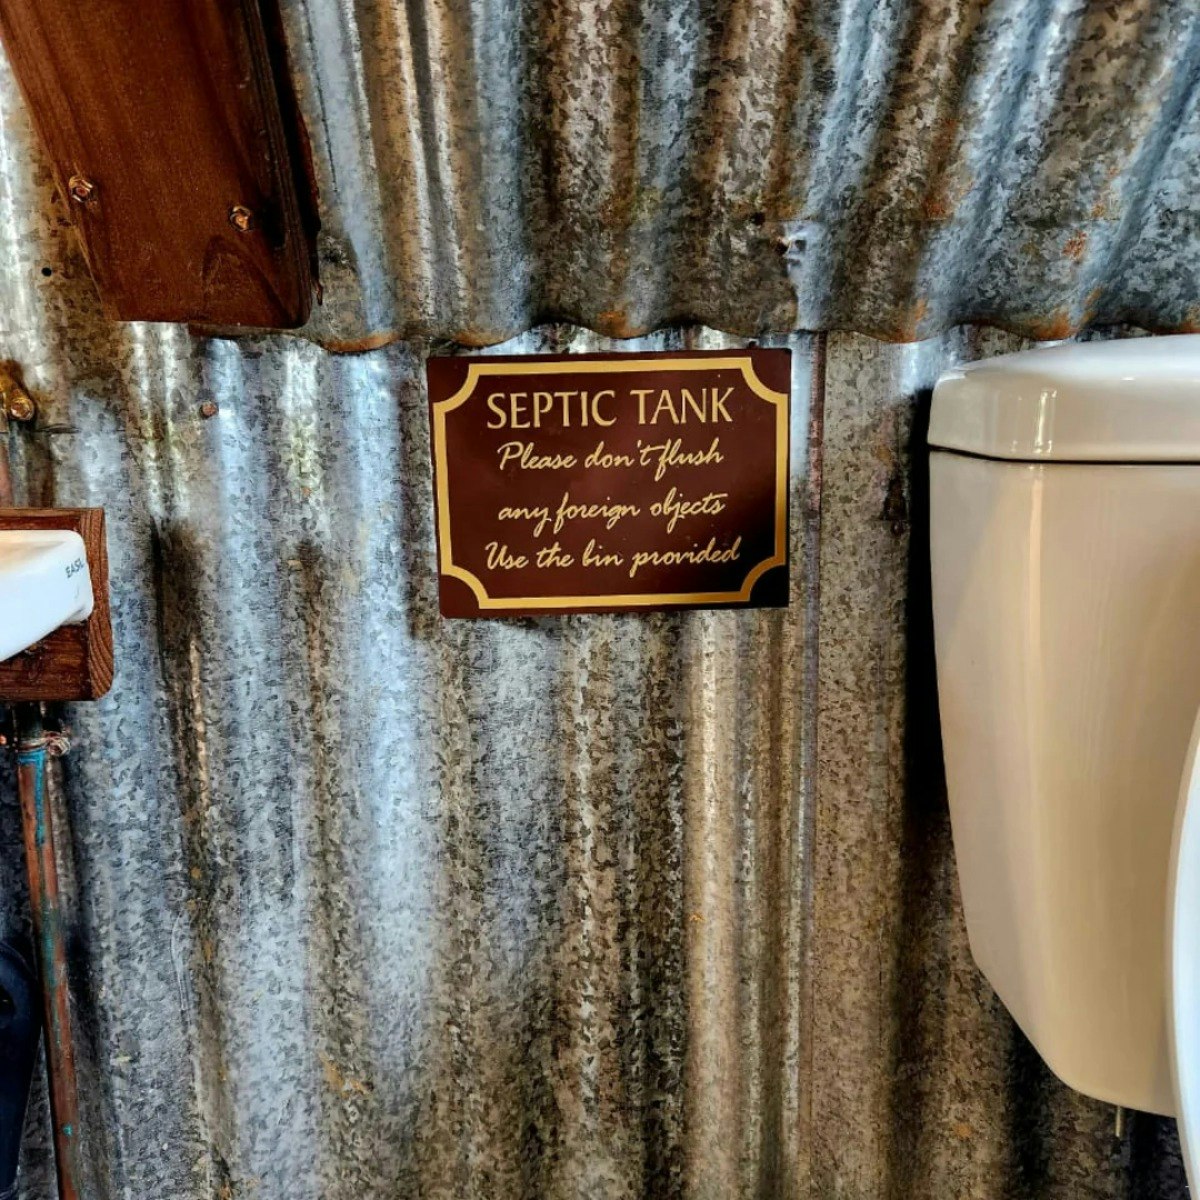 SEPTIC TANK
Please don't flush
any foreign objects
Use the bin provided